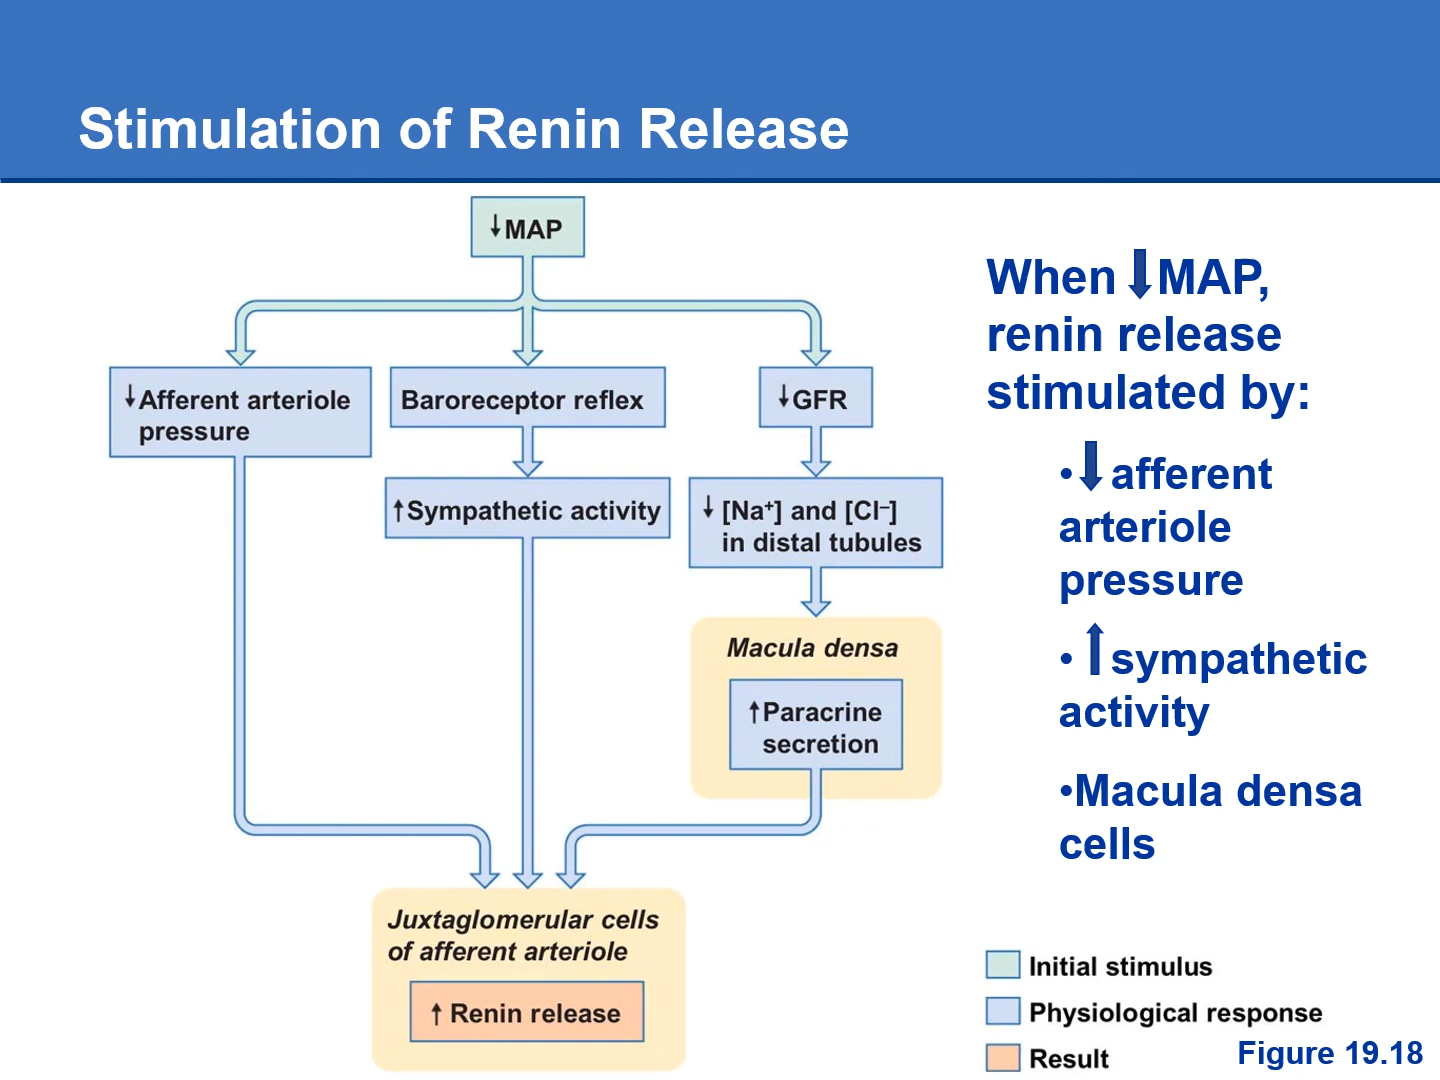 Stimulation of Renin Release
↓ MAP
↓ Afferent arteriole
pressure
Baroreceptor reflex
↓ GFR
↑ Sympathetic activity
↓ [Na⁺] and [Cl⁻]
in distal tubules
Macula densa
↑ Paracrine
secretion
Juxtaglomerular cells
of afferent arteriole
↑ Renin release
When ↓ MAP,
renin release
stimulated by:
• ↓ afferent
arteriole
pressure
• ↑ sympathetic
activity
•Macula densa
cells
Initial stimulus
Physiological response
Result
Figure 19.18